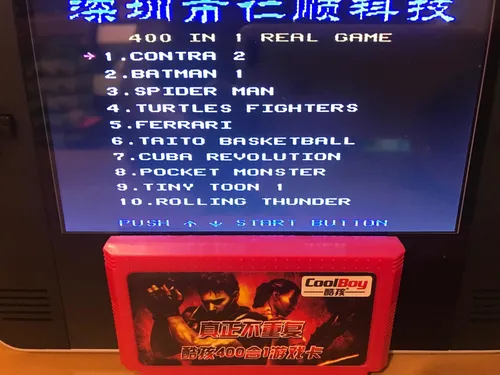 深圳市仁顺科技
400 IN 1 REAL GAME
1.CONTRA 2
2.BATMAN 1
3.SPIDER MAN
4.TURTLES FIGHTERS
5.FERRARI
6.TAITO BASKETBALL
7.CUBA REVOLUTION
8.POCKET MONSTER
9.TINY TOON 1
10.ROLLING THUNDER
PUSH ↑ ↓ START BUTTON
CoolBoy
酷孩
真正不重复
酷孩400合1游戏卡